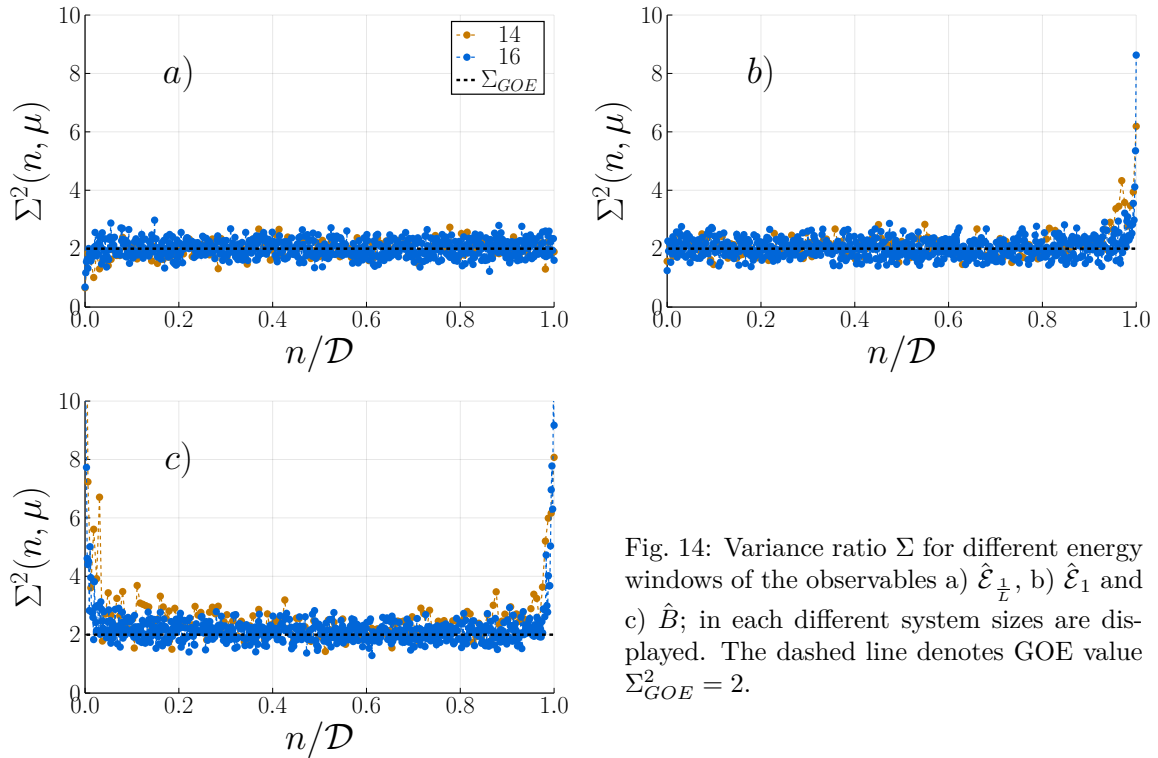 10
8
6
4
2
0
Σ²(n, μ)
a)
14
16
Σ_GOE
0.0 0.2 0.4 0.6 0.8 1.0
n/𝒟
10
8
6
4
2
0
Σ²(n, μ)
b)
0.0 0.2 0.4 0.6 0.8 1.0
n/𝒟
10
8
6
4
2
0
Σ²(n, μ)
c)
0.0 0.2 0.4 0.6 0.8 1.0
n/𝒟
Fig. 14: Variance ratio Σ for different energy
windows of the observables a) ℰ̂_{1/L}, b) ℰ̂₁ and
c) B̂; in each different system sizes are dis-
played. The dashed line denotes GOE value
Σ²_{GOE} = 2.